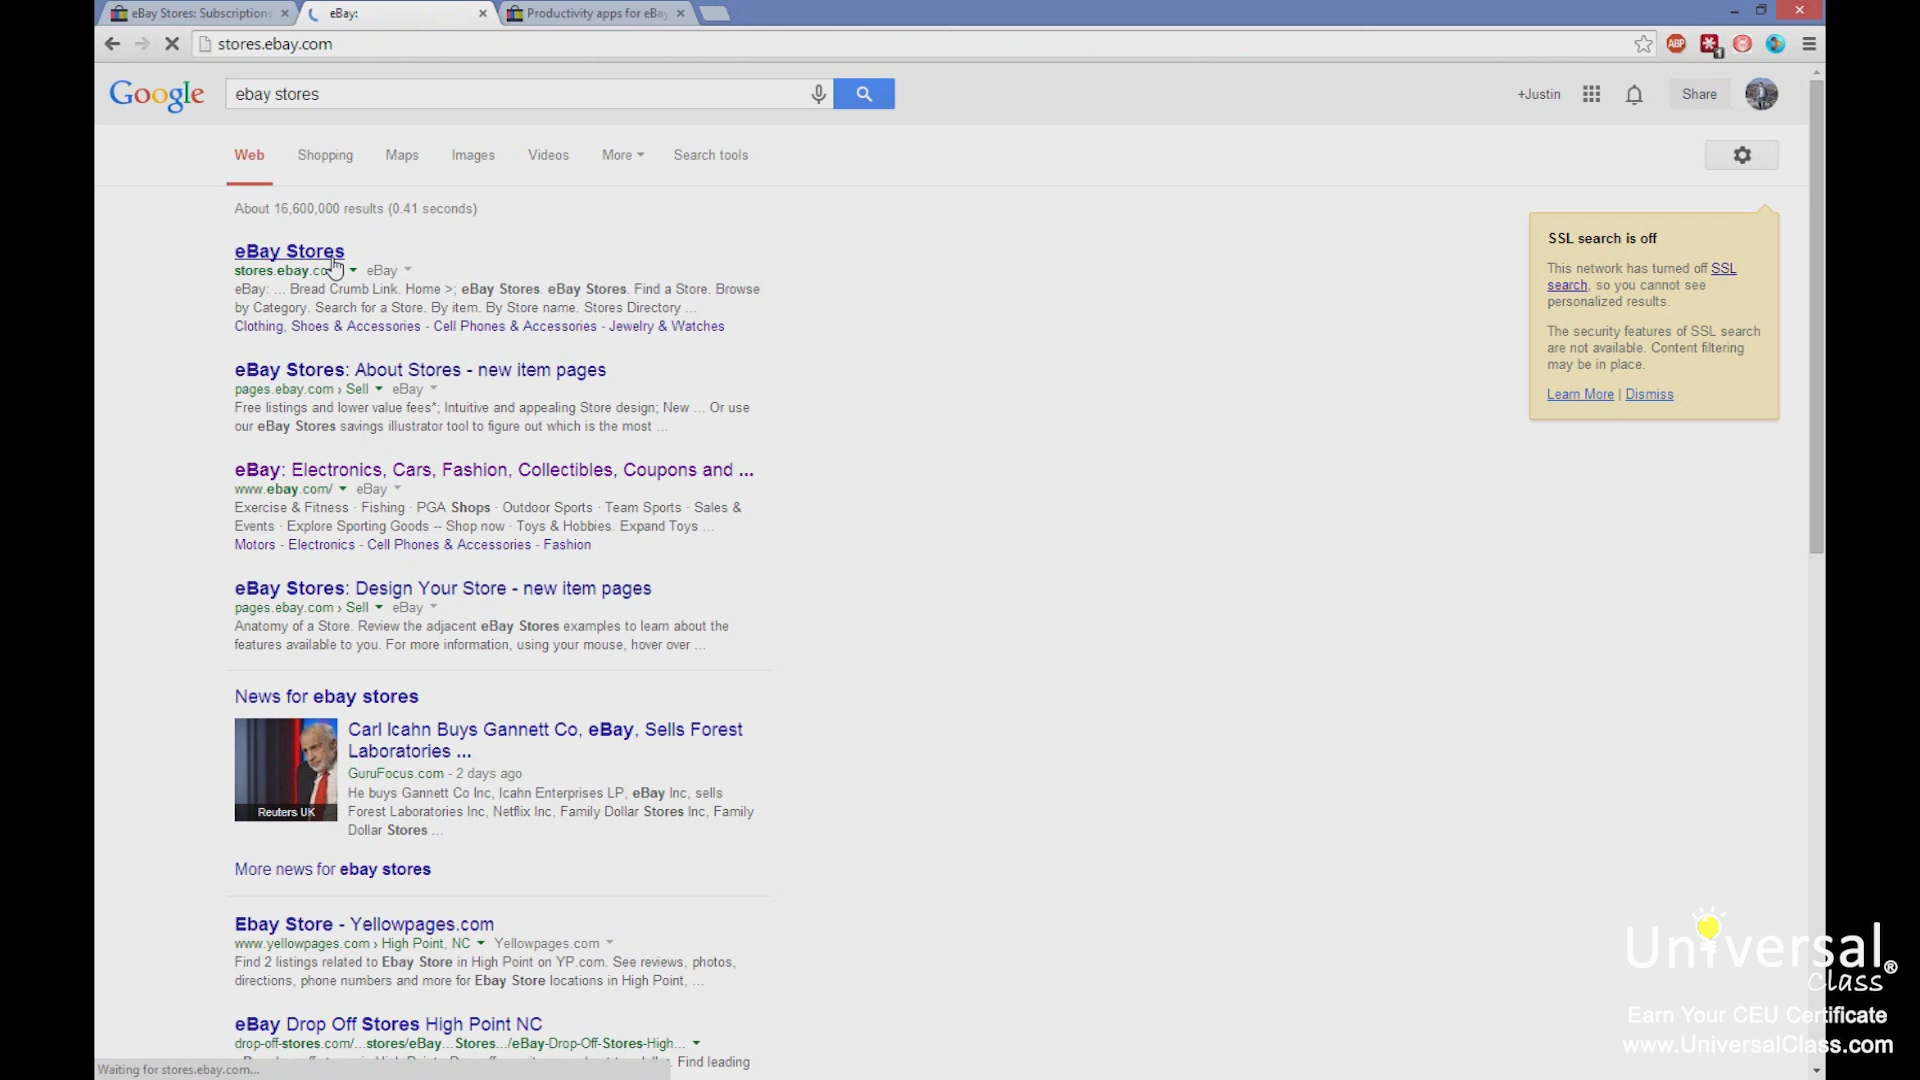 eBay Stores: Subscriptions
eBay:
Productivity apps for eBay
stores.ebay.com
ABP
Google
ebay stores
+Justin
Share
Web
Shopping
Maps
Images
Videos
More
Search tools
About 16,600,000 results (0.41 seconds)
eBay Stores
stores.ebay.co
eBay
eBay: ... Bread Crumb Link. Home >; eBay Stores. eBay Stores. Find a Store. Browse
by Category. Search for a Store. By item. By Store name. Stores Directory ...
Clothing, Shoes & Accessories - Cell Phones & Accessories - Jewelry & Watches
eBay Stores: About Stores - new item pages
pages.ebay.com › Sell
eBay
Free listings and lower value fees*; Intuitive and appealing Store design; New ... Or use
our eBay Stores savings illustrator tool to figure out which is the most ...
eBay: Electronics, Cars, Fashion, Collectibles, Coupons and ...
www.ebay.com/
eBay
Exercise & Fitness · Fishing · PGA Shops · Outdoor Sports · Team Sports · Sales &
Events · Explore Sporting Goods -- Shop now · Toys & Hobbies. Expand Toys ...
Motors - Electronics - Cell Phones & Accessories - Fashion
eBay Stores: Design Your Store - new item pages
pages.ebay.com › Sell
eBay
Anatomy of a Store. Review the adjacent eBay Stores examples to learn about the
features available to you. For more information, using your mouse, hover over ...
News for ebay stores
Carl Icahn Buys Gannett Co, eBay, Sells Forest
Laboratories ...
GuruFocus.com - 2 days ago
He buys Gannett Co Inc, Icahn Enterprises LP, eBay Inc, sells
Forest Laboratories Inc, Netflix Inc, Family Dollar Stores Inc, Family
Dollar Stores ...
Reuters UK
More news for ebay stores
Ebay Store - Yellowpages.com
www.yellowpages.com › High Point, NC
Yellowpages.com
Find 2 listings related to Ebay Store in High Point on YP.com. See reviews, photos,
directions, phone numbers and more for Ebay Store locations in High Point, ...
eBay Drop Off Stores High Point NC
drop-off-stores.com/...stores/eBay...Stores.../eBay-Drop-Off-Stores-High...
Find leading
Waiting for stores.ebay.com...
SSL search is off
This network has turned off SSL
search, so you cannot see
personalized results.
The security features of SSL search
are not available. Content filtering
may be in place.
Learn More | Dismiss
Universal®
Class
Earn Your CEU Certificate
www.UniversalClass.com